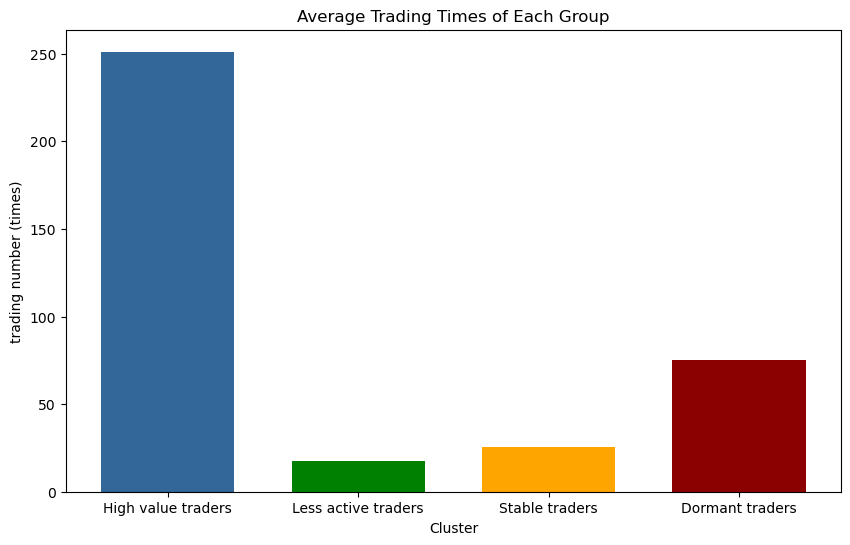 Average Trading Times of Each Group
trading number (times)
250
200
150
100
50
0
High value traders
Less active traders
Stable traders
Dormant traders
Cluster